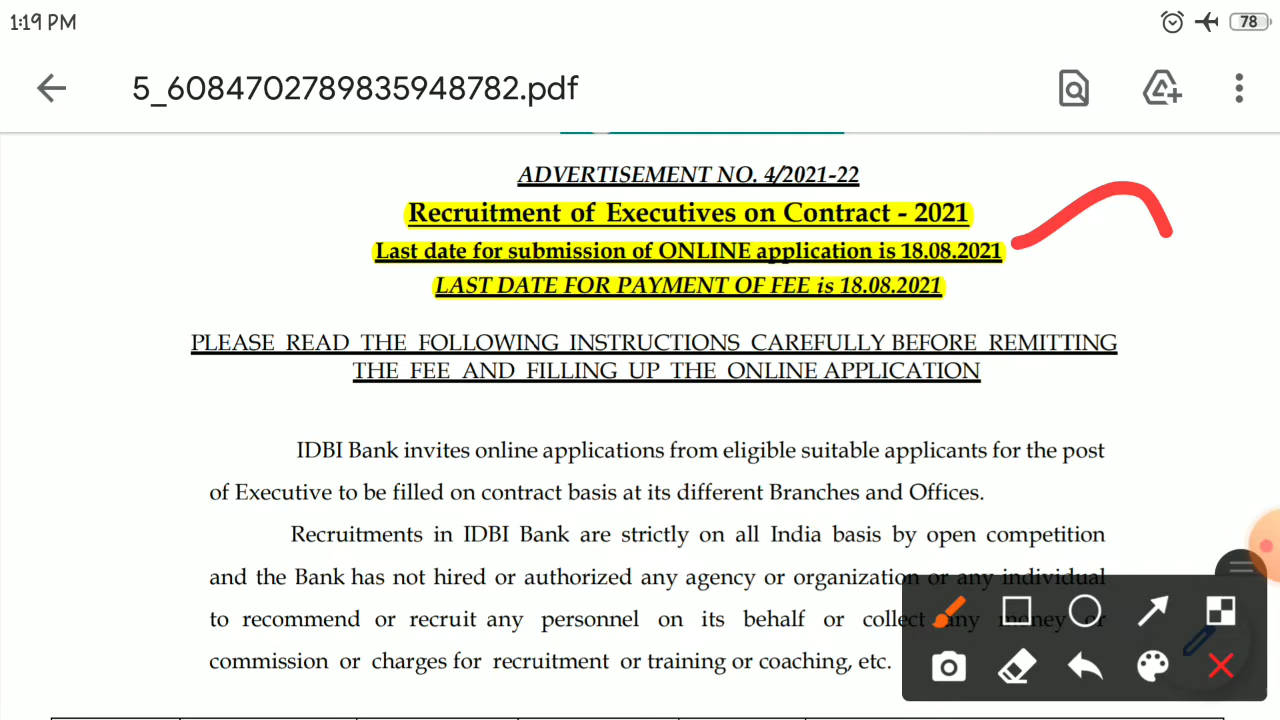 1:19 PM
78
5_6084702789835948782.pdf
ADVERTISEMENT NO. 4/2021-22
Recruitment of Executives on Contract - 2021
Last date for submission of ONLINE application is 18.08.2021
LAST DATE FOR PAYMENT OF FEE is 18.08.2021
PLEASE READ THE FOLLOWING INSTRUCTIONS CAREFULLY BEFORE REMITTING
THE FEE AND FILLING UP THE ONLINE APPLICATION
IDBI Bank invites online applications from eligible suitable applicants for the post
of Executive to be filled on contract basis at its different Branches and Offices.
Recruitments in IDBI Bank are strictly on all India basis by open competition
and the Bank has not hired or authorized any agency or organization or any individual
to recommend or recruit any personnel on its behalf or collect any money or
commission or charges for recruitment or training or coaching, etc.